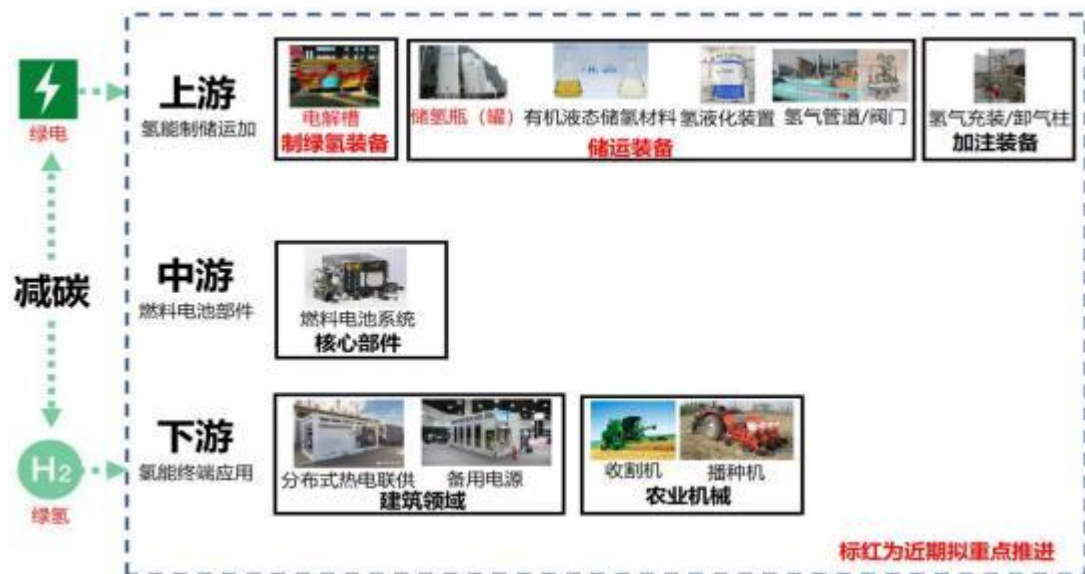 绿电
减碳
H2
绿氢
上游
氢能制储运加
电解槽
制绿氢装备
储氢瓶（罐） 有机液态储氢材料 氢液化装置 氢气管道/阀门
储运装备
氢气充装/卸气柱
加注装备
中游
燃料电池部件
燃料电池系统
核心部件
下游
氢能终端应用
分布式热电联供 备用电源
建筑领域
收割机 播种机
农业机械
标红为近期拟重点推进